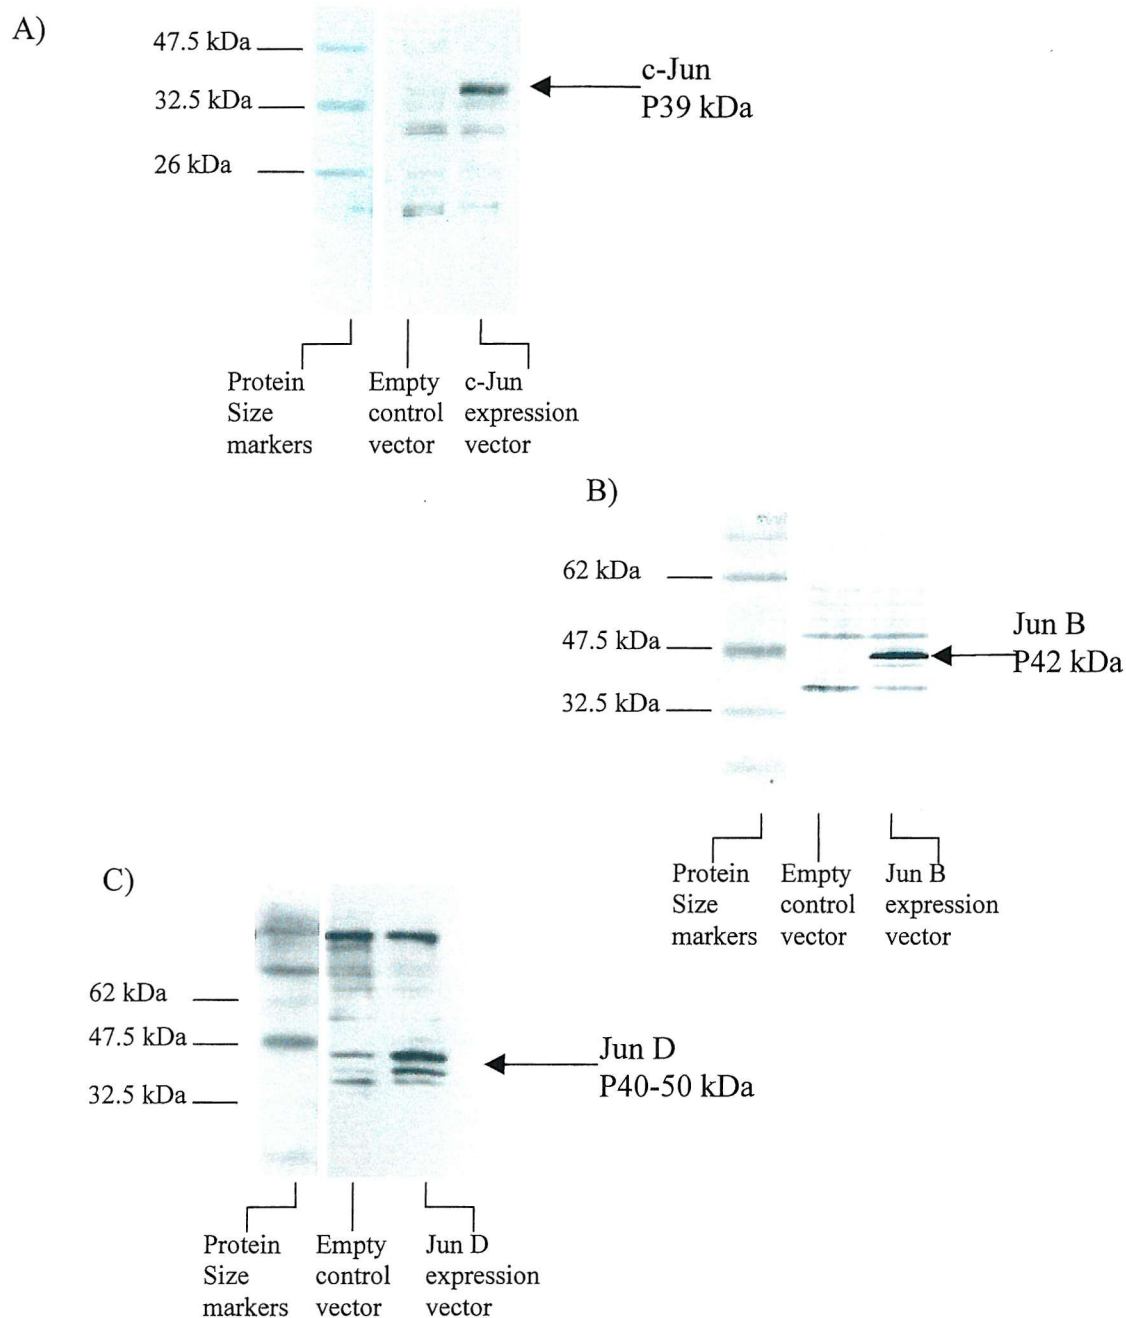 A)
47.5 kDa
32.5 kDa
26 kDa
c-Jun
P39 kDa
Protein
Size
markers
Empty
control
vector
c-Jun
expression
vector
B)
62 kDa
47.5 kDa
32.5 kDa
Jun B
P42 kDa
Protein
Size
markers
Empty
control
vector
Jun B
expression
vector
C)
62 kDa
47.5 kDa
32.5 kDa
Jun D
P40-50 kDa
Protein
Size
markers
Empty
control
vector
Jun D
expression
vector